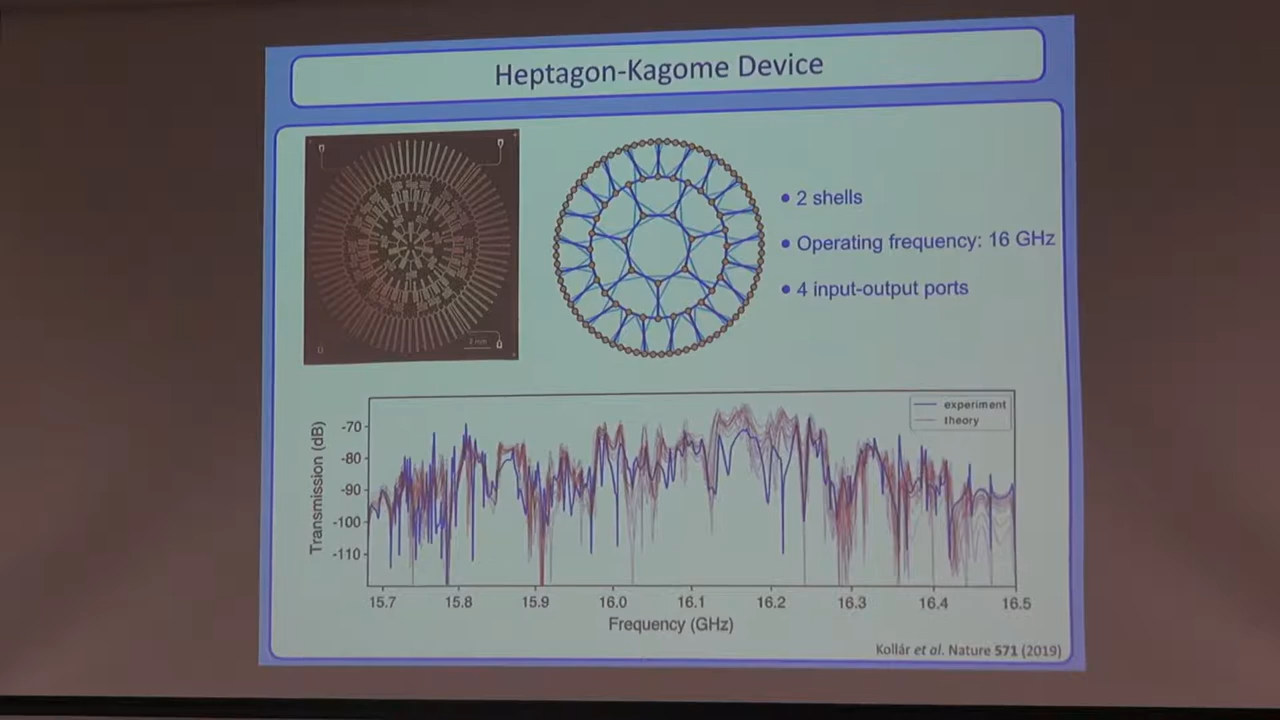 Heptagon-Kagome Device
• 2 shells
• Operating frequency: 16 GHz
• 4 input-output ports
experiment
theory
Transmission (dB)
-70
-80
-90
-100
-110
15.7 15.8 15.9 16.0 16.1 16.2 16.3 16.4 16.5
Frequency (GHz)
Kollár et al. Nature 571 (2019)